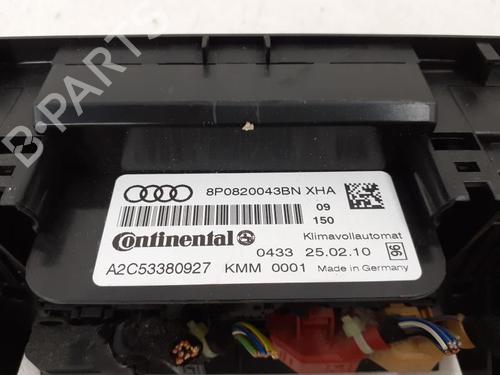 8P0820043BN XHA
09
150
Continental
Klimavollautomat
0433 25.02.10
96
A2C53380927 KMM 0001 Made in Germany
B-PARTS